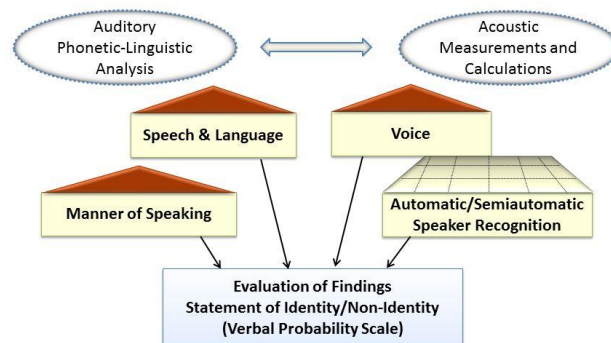 Auditory
Phonetic-Linguistic
Analysis
Acoustic
Measurements and
Calculations
Speech & Language
Voice
Manner of Speaking
Automatic/Semiautomatic
Speaker Recognition
Evaluation of Findings
Statement of Identity/Non-Identity
(Verbal Probability Scale)